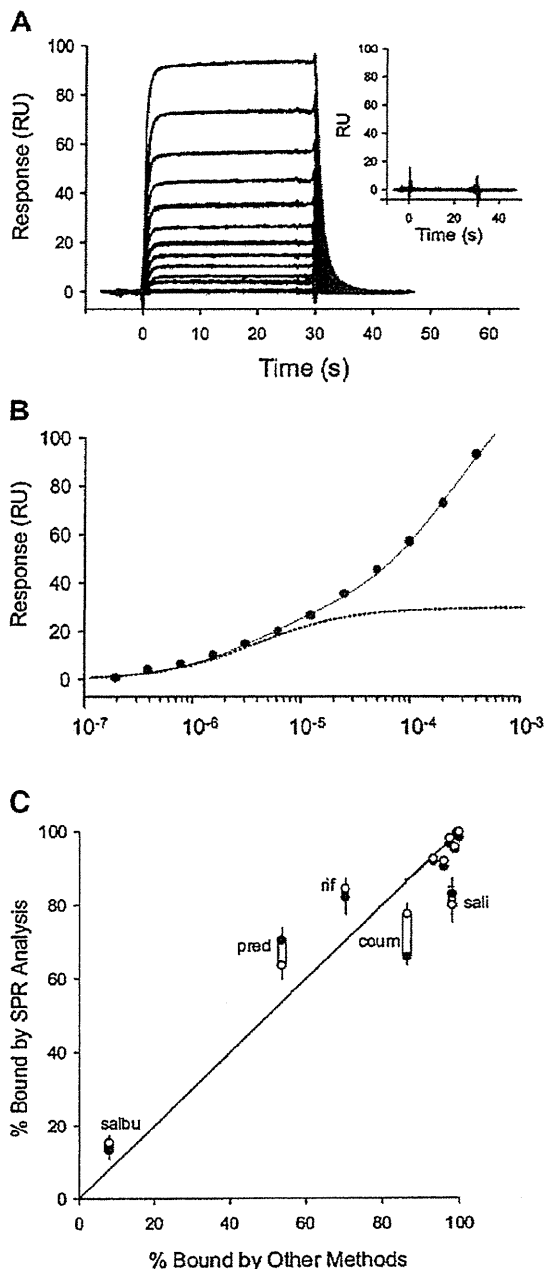 A
100
80
60
40
20
0
Response (RU)
0 10 20 30 40 50 60
Time (s)
100
80
60
40
20
0
RU
0 20 40
Time (s)
B
100
80
60
40
20
0
Response (RU)
10-7 10-6 10-5 10-4 10-3
C
100
80
60
40
20
0
% Bound by SPR Analysis
rif
pred
coum
sali
salbu
0 20 40 60 80 100
% Bound by Other Methods